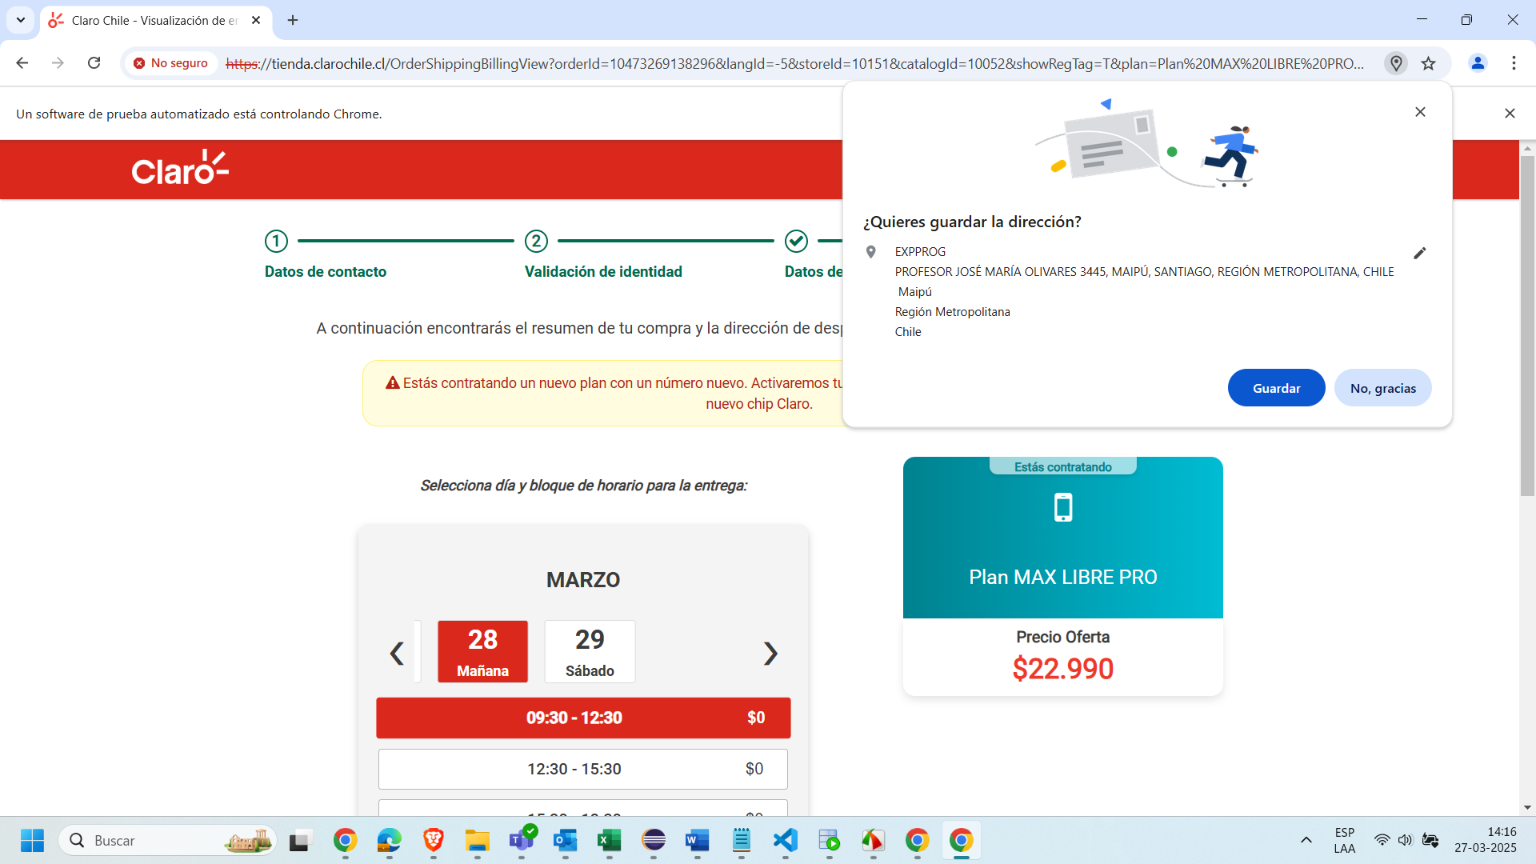 Claro Chile - Visualización de
No seguro
https://tienda.clarochile.cl/OrderShippingBillingView?orderId=1047326913 8296&langId=-5&storeId=10151&catalogId=10052&showRegTag=T&plan=Plan%20MAX%20LIBRE%20PRO...
Un software de prueba automatizado está controlando Chrome.
Claro
¿Quieres guardar la dirección?
EXPPROG
PROFESOR JOSÉ MARÍA OLIVARES 3445, MAIPÚ, SANTIAGO, REGIÓN METROPOLITANA, CHILE
Maipú
Región Metropolitana
Chile
Guardar
No, gracias
1
2
Datos de contacto
Validación de identidad
Datos de
A continuación encontrarás el resumen de tu compra y la dirección de
Estás contratando un nuevo plan con un número nuevo. Activaremos
nuevo chip Claro.
Selecciona día y bloque de horario para la entrega:
MARZO
28
Mañana
29
Sábado
09:30 - 12:30 $0
12:30 - 15:30 $0
Estás contratando
Plan MAX LIBRE PRO
Precio Oferta
$22.990
Buscar
ESP
LAA
14:16
27-03-2025